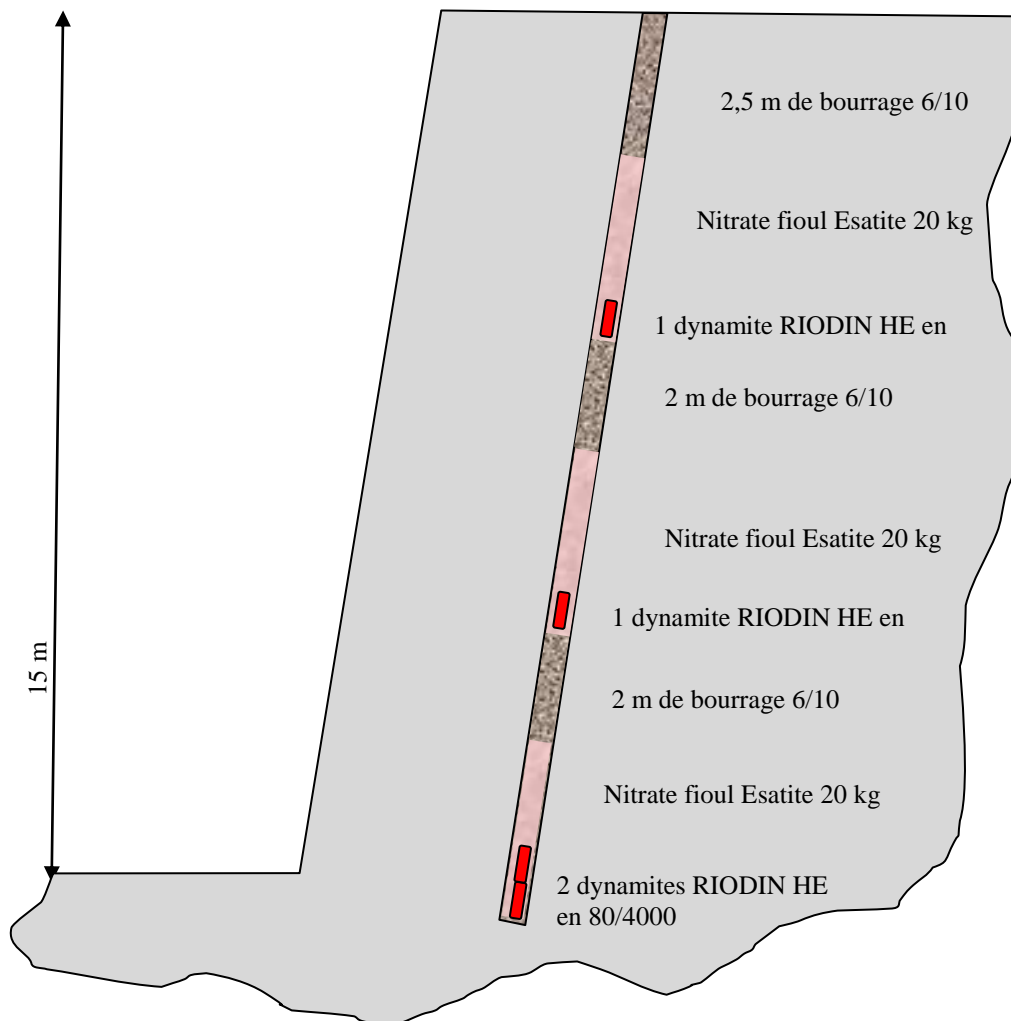 2,5 m de bourrage 6/10
Nitrate fioul Esatite 20 kg
1 dynamite RIODIN HE en
2 m de bourrage 6/10
Nitrate fioul Esatite 20 kg
1 dynamite RIODIN HE en
15 m
2 m de bourrage 6/10
Nitrate fioul Esatite 20 kg
2 dynamites RIODIN HE
en 80/4000